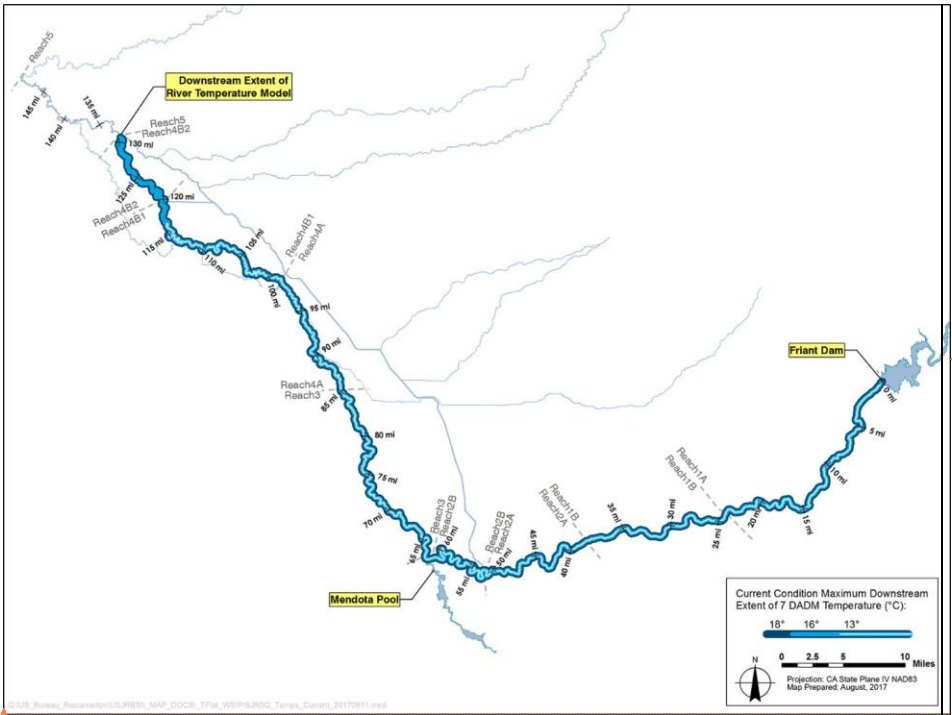 Reach5
145 mi
140 mi
135 mi
Downstream Extent of
River Temperature Model
Reach5
Reach4B2
130 mi
125 mi
120 mi
Reach4B2
Reach4B1
115 mi
110 mi
105 mi
Reach4B1
Reach4A
100 mi
95 mi
90 mi
Reach4A
Reach3
85 mi
80 mi
75 mi
70 mi
65 mi
Reach3
Reach2B
60 mi
Mendota Pool
55 mi
Reach2B
Reach2A
50 mi
45 mi
40 mi
Reach1B
Reach2A
35 mi
30 mi
Reach1A
Reach1B
25 mi
20 mi
15 mi
10 mi
5 mi
0 mi
Friant Dam
Current Condition Maximum Downstream
Extent of 7 DADM Temperature (°C):
18° 16° 13°
0 2.5 5 10
Miles
N
Projection: CA State Plane IV NAD83
Map Prepared: August, 2017